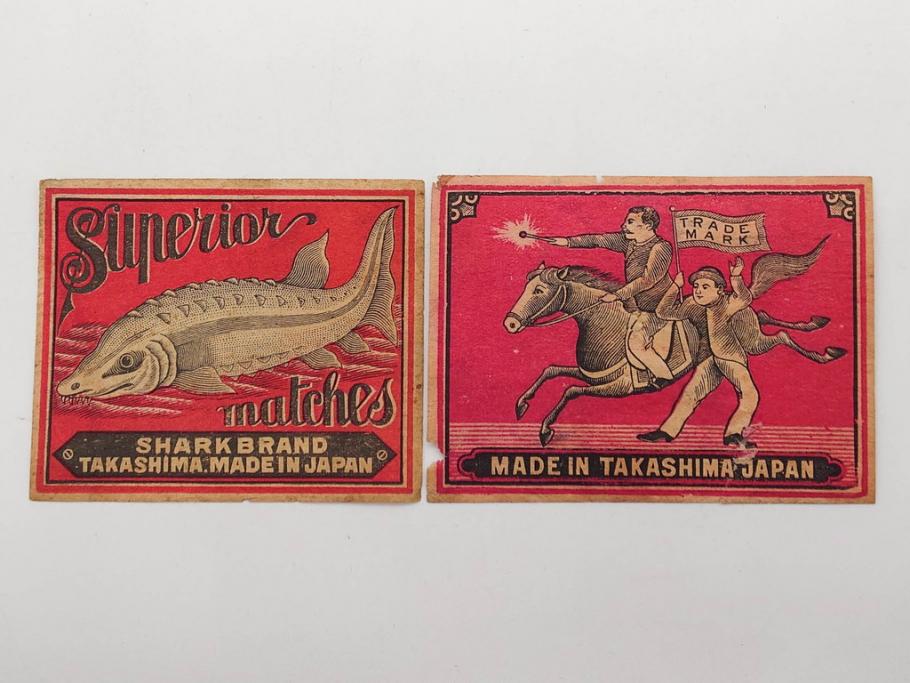 Superior
matches
SHARK BRAND
TAKASHIMA.MADE IN JAPAN
TRADE
MARK
MADE IN TAKASHIMA JAPAN